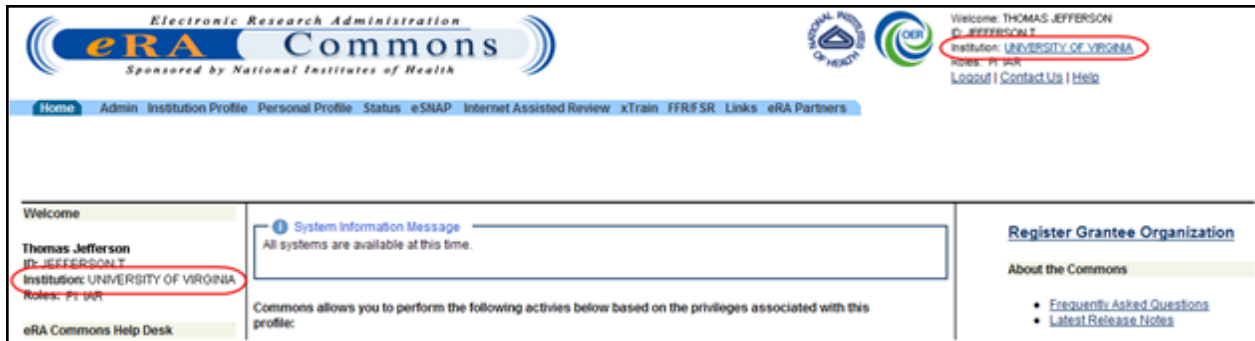 Electronic Research Administration
eRA Commons
Sponsored by National Institutes of Health
NATIONAL INSTITUTES OF HEALTH
OER
Welcome: THOMAS JEFFERSON
ID: JEFFERSON.T
Institution: UNIVERSITY OF VIRGINIA
Roles: PI IAR
Logout | Contact Us | Help
Home Admin Institution Profile Personal Profile Status eSNAP Internet Assisted Review xTrain FFR/FSR Links eRA Partners
Welcome
Thomas Jefferson
ID: JEFFERSON.T
Institution: UNIVERSITY OF VIRGINIA
Roles: PI IAR
eRA Commons Help Desk
System Information Message
All systems are available at this time.
Commons allows you to perform the following activies below based on the privileges associated with this
profile:
Register Grantee Organization
About the Commons
Frequently Asked Questions
Latest Release Notes